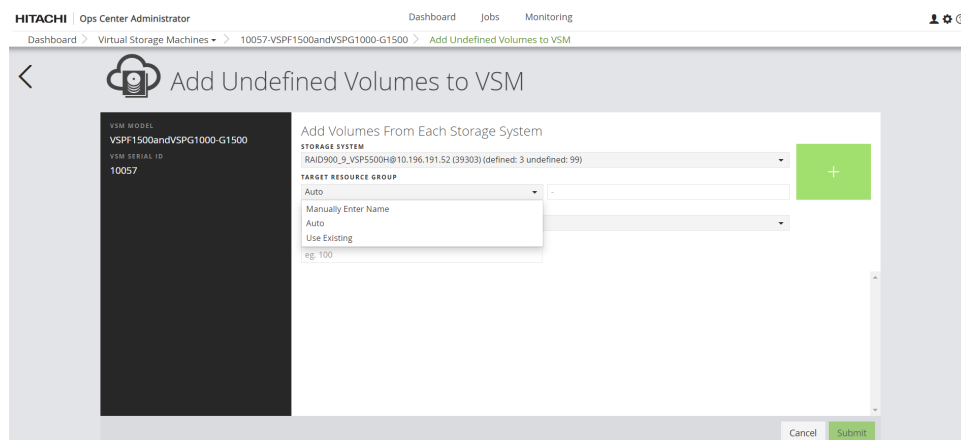 HITACHI Ops Center Administrator Dashboard Jobs Monitoring
Dashboard Virtual Storage Machines 10057-VSPF1500andVSPG1000-G1500 Add Undefined Volumes to VSM
Add Undefined Volumes to VSM
VSM MODEL
VSPF1500andVSPG1000-G1500
VSM SERIAL ID
10057
Add Volumes From Each Storage System
STORAGE SYSTEM
RAID900_9_VSP5500H@10.196.191.52 (39303) (defined: 3 undefined: 99)
TARGET RESOURCE GROUP
Auto -
Manually Enter Name
Auto
Use Existing
eg. 100
+
Cancel Submit